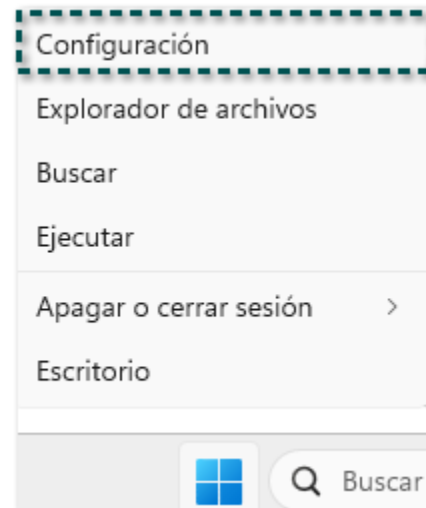 Configuración
Explorador de archivos
Buscar
Ejecutar
Apagar o cerrar sesión
Escritorio
Buscar